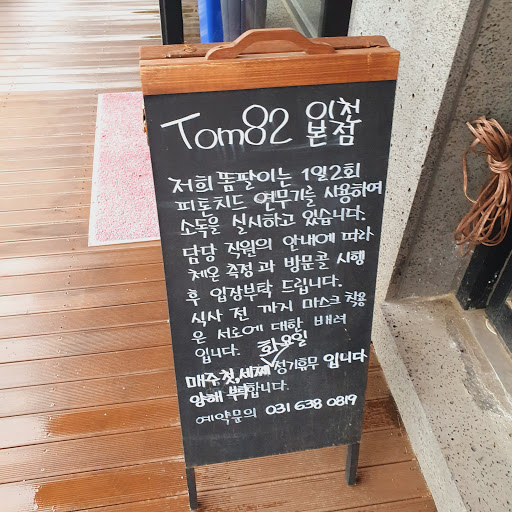 Tom82 이천
본점
저희 똠팔이는 1일2회
피톤치드 연무기를 사용하여
소독을 실시하고 있습니다.
담당 직원의 안내에 따라
체온 측정 과 방문콜 시행
후 입장부탁 드립니다.
식사 전 까지 마스크 착용
은 서로에 대한 배려
입니다. 화요일
매주첫,세째 정기휴무 입니다
양해 부탁합니다.
예약문의 031 638 0819